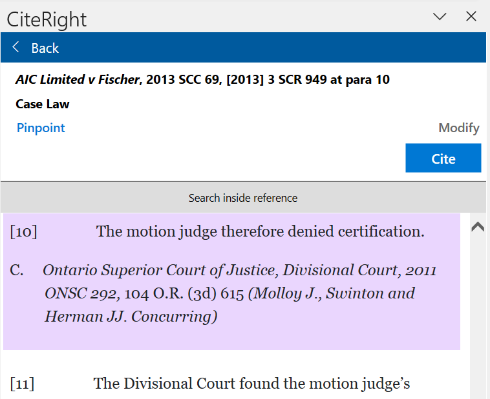 CiteRight
Back
AIC Limited v Fischer, 2013 SCC 69, [2013] 3 SCR 949 at para 10
Case Law
Pinpoint
Modify
Cite
Search inside reference
[10] The motion judge therefore denied certification.
C. Ontario Superior Court of Justice, Divisional Court, 2011
ONSC 292, 104 O.R. (3d) 615 (Molloy J., Swinton and
Herman JJ. Concurring)
[11] The Divisional Court found the motion judge’s